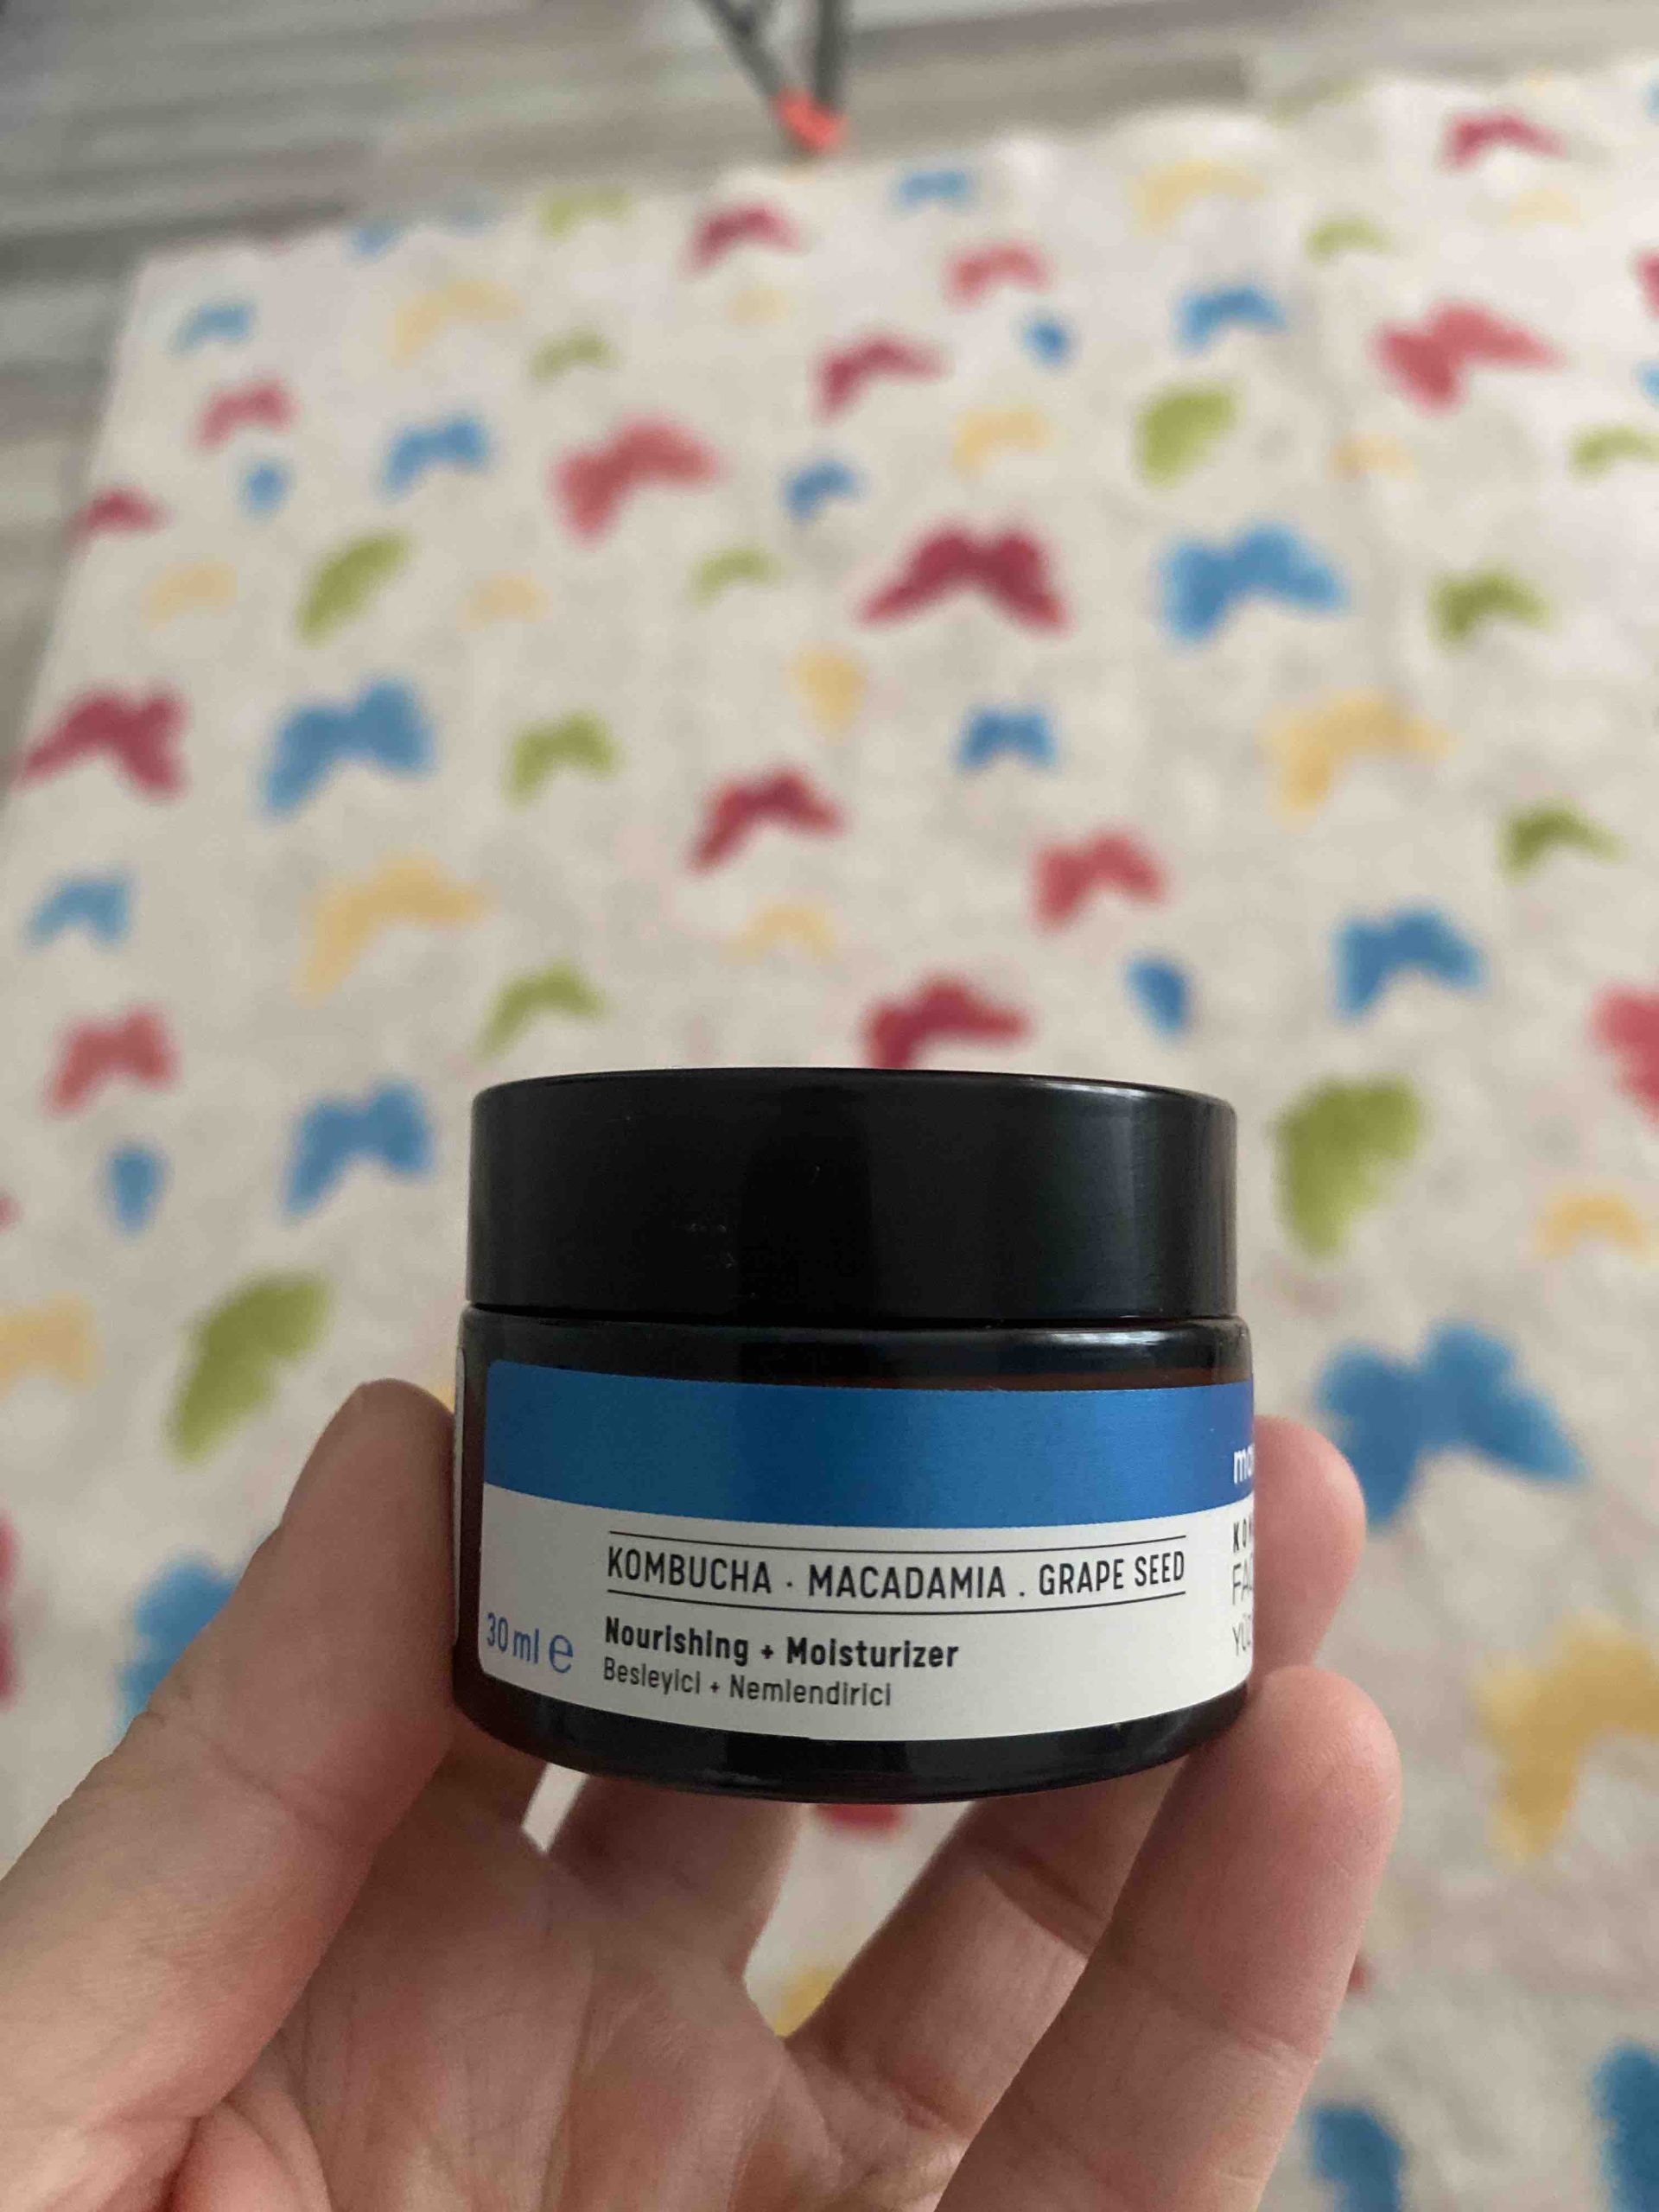 KOMBUCHA · MACADAMIA . GRAPE SEED
Nourishing + Moisturizer
Besleyici + Nemlendirici
30 ml e